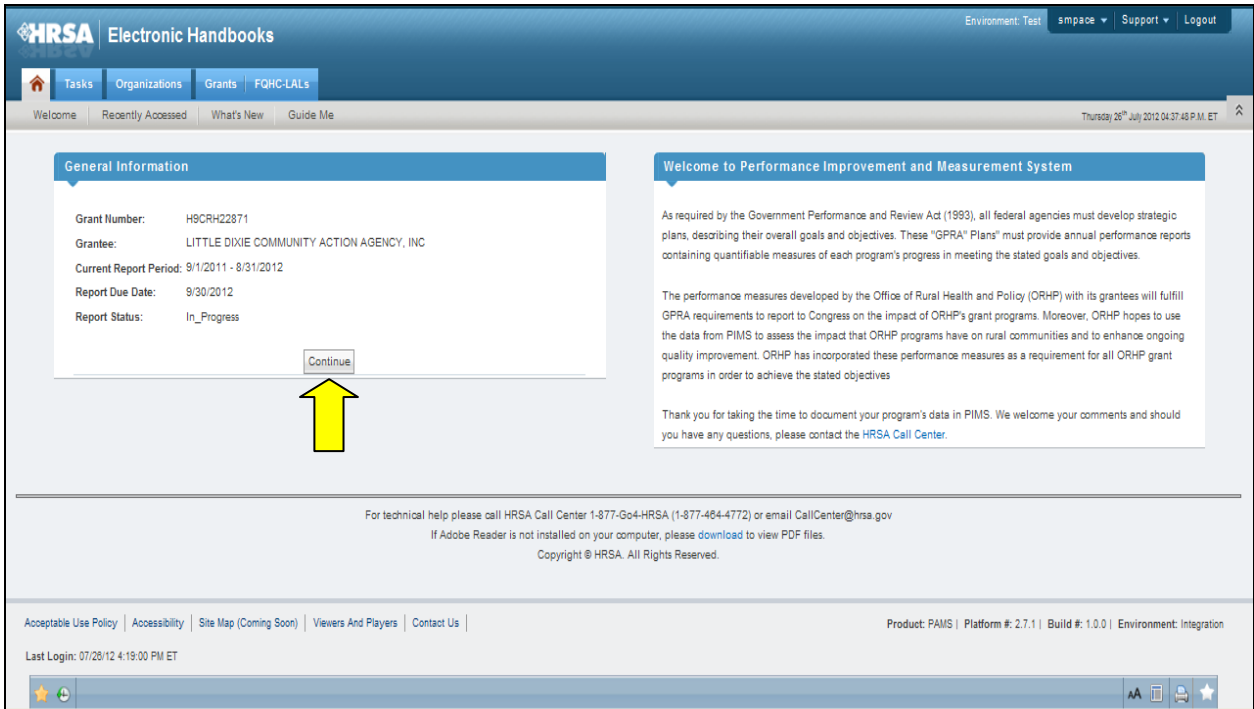 HRSA Electronic Handbooks
Environment: Test smpace Support Logout
Tasks Organizations Grants FQHC-LALs
Welcome Recently Accessed What's New Guide Me
Thursday 26th July 2012 04:37:48 P.M. ET
General Information
Grant Number: H9CRH22871
Grantee: LITTLE DIXIE COMMUNITY ACTION AGENCY, INC
Current Report Period: 9/1/2011 - 8/31/2012
Report Due Date: 9/30/2012
Report Status: In_Progress
Continue
Welcome to Performance Improvement and Measurement System
As required by the Government Performance and Review Act (1993), all federal agencies must develop strategic
plans, describing their overall goals and objectives. These "GPRA" Plans" must provide annual performance reports
containing quantifiable measures of each program's progress in meeting the stated goals and objectives.
The performance measures developed by the Office of Rural Health and Policy (ORHP) with its grantees will fulfill
GPRA requirements to report to Congress on the impact of ORHP's grant programs. Moreover, ORHP hopes to use
the data from PIMS to assess the impact that ORHP programs have on rural communities and to enhance ongoing
quality improvement. ORHP has incorporated these performance measures as a requirement for all ORHP grant
programs in order to achieve the stated objectives
Thank you for taking the time to document your program's data in PIMS. We welcome your comments and should
you have any questions, please contact the HRSA Call Center.
For technical help please call HRSA Call Center 1-877-Go4-HRSA (1-877-464-4772) or email CallCenter@hrsa.gov
If Adobe Reader is not installed on your computer, please download to view PDF files.
Copyright © HRSA. All Rights Reserved.
Acceptable Use Policy | Accessibility | Site Map (Coming Soon) | Viewers And Players | Contact Us |
Product: PAMS | Platform #: 2.7.1 | Build #: 1.0.0 | Environment: Integration
Last Login: 07/26/12 4:19:00 PM ET
AA